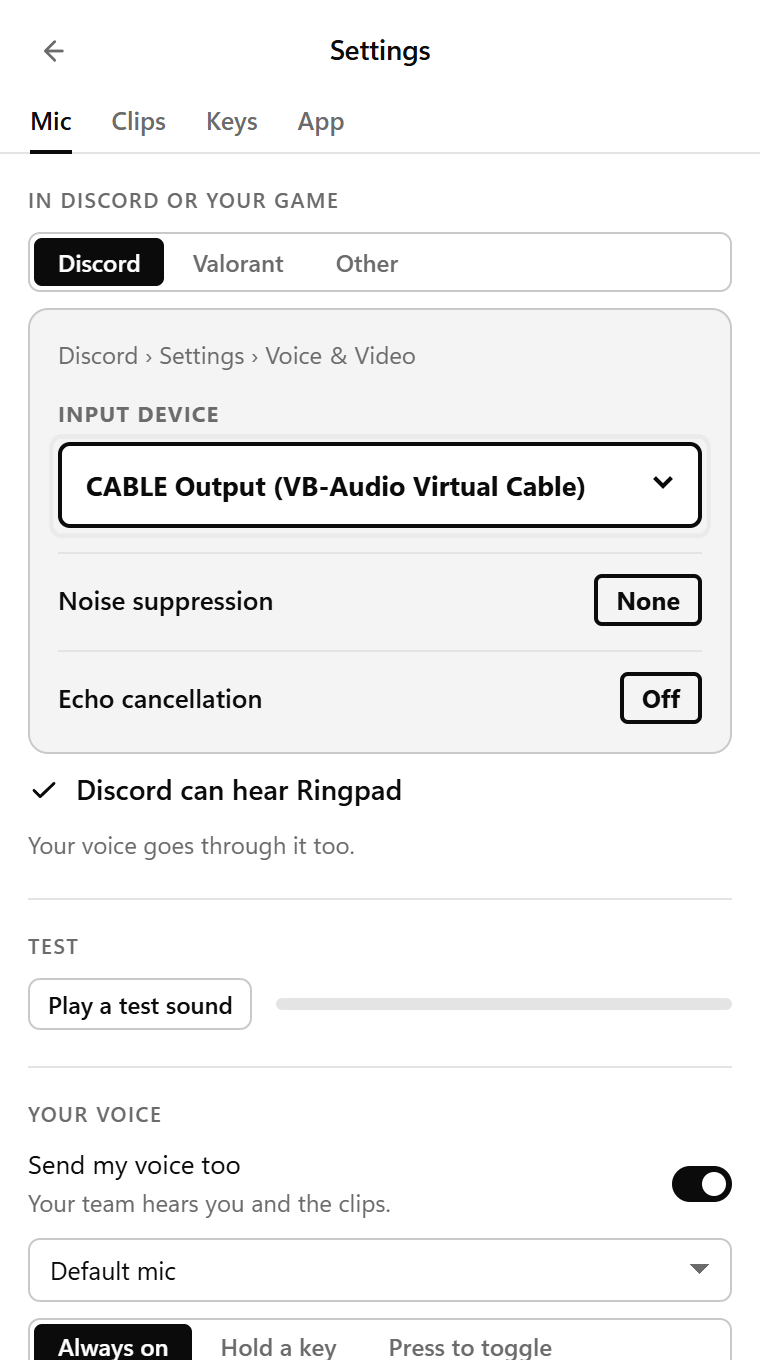 Settings
Mic Clips Keys App
IN DISCORD OR YOUR GAME
Discord Valorant Other
Discord › Settings › Voice & Video
INPUT DEVICE
CABLE Output (VB-Audio Virtual Cable)
Noise suppression None
Echo cancellation Off
Discord can hear Ringpad
Your voice goes through it too.
TEST
Play a test sound
YOUR VOICE
Send my voice too
Your team hears you and the clips.
Default mic
Always on Hold a key Press to toggle